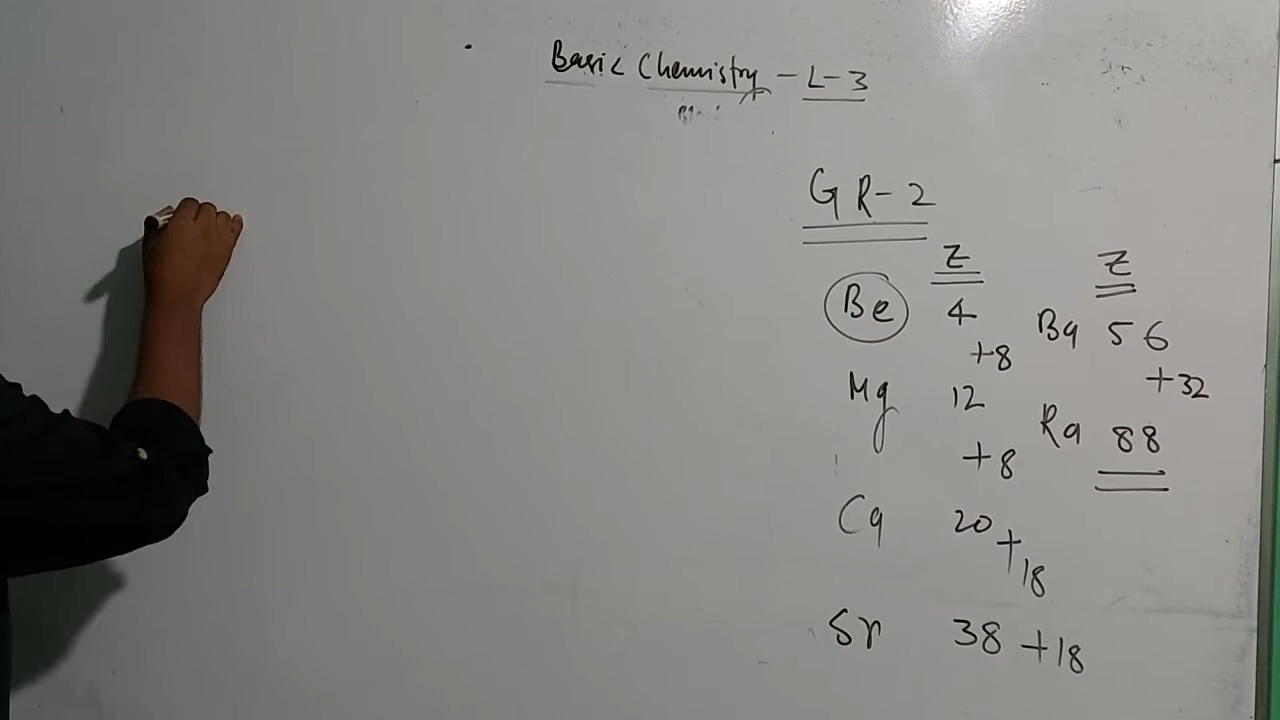 Basic Chemistry - L-3
GR-2
Z
Be 4
+8
Mg 12
+8
Ca 20
+18
Sr 38 +18
Z
Ba 56
+32
Ra 88